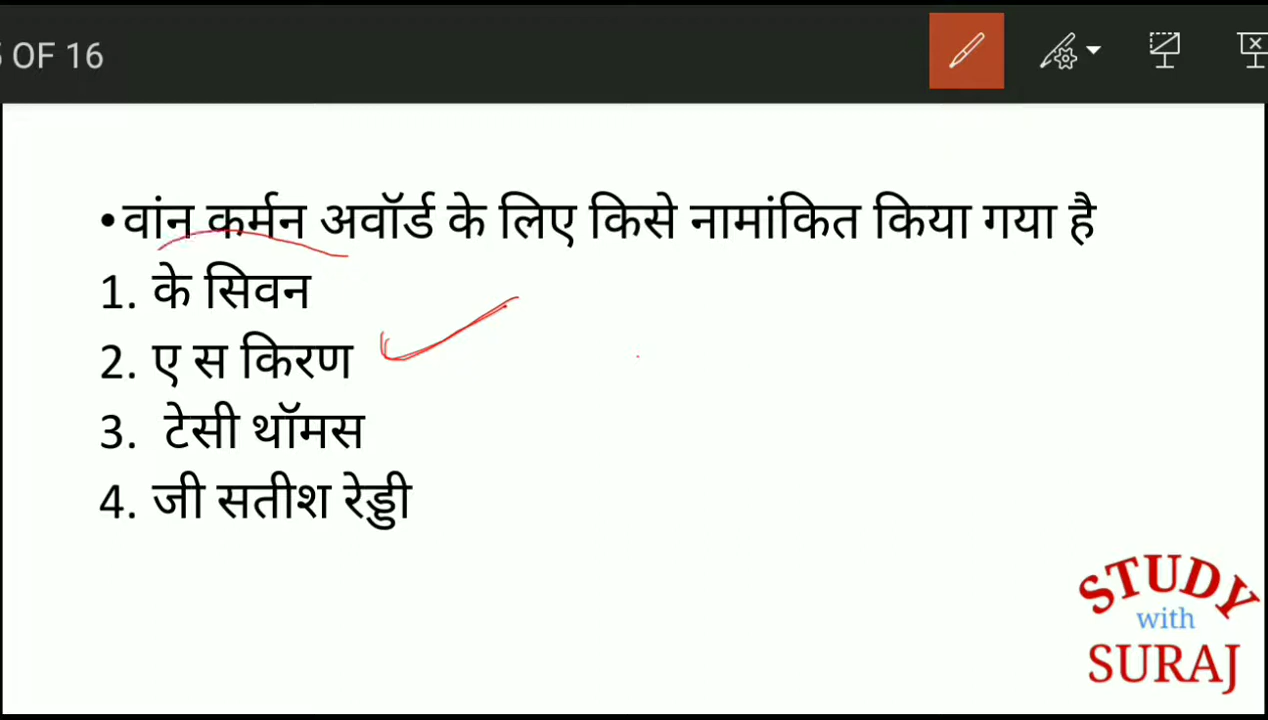 OF 16
•वांन कर्मन अवॉर्ड के लिए किसे नामांकित किया गया है
1. के सिवन
2. ए स किरण
3. टेसी थॉमस
4. जी सतीश रेड्डी
STUDY
with
SURAJ